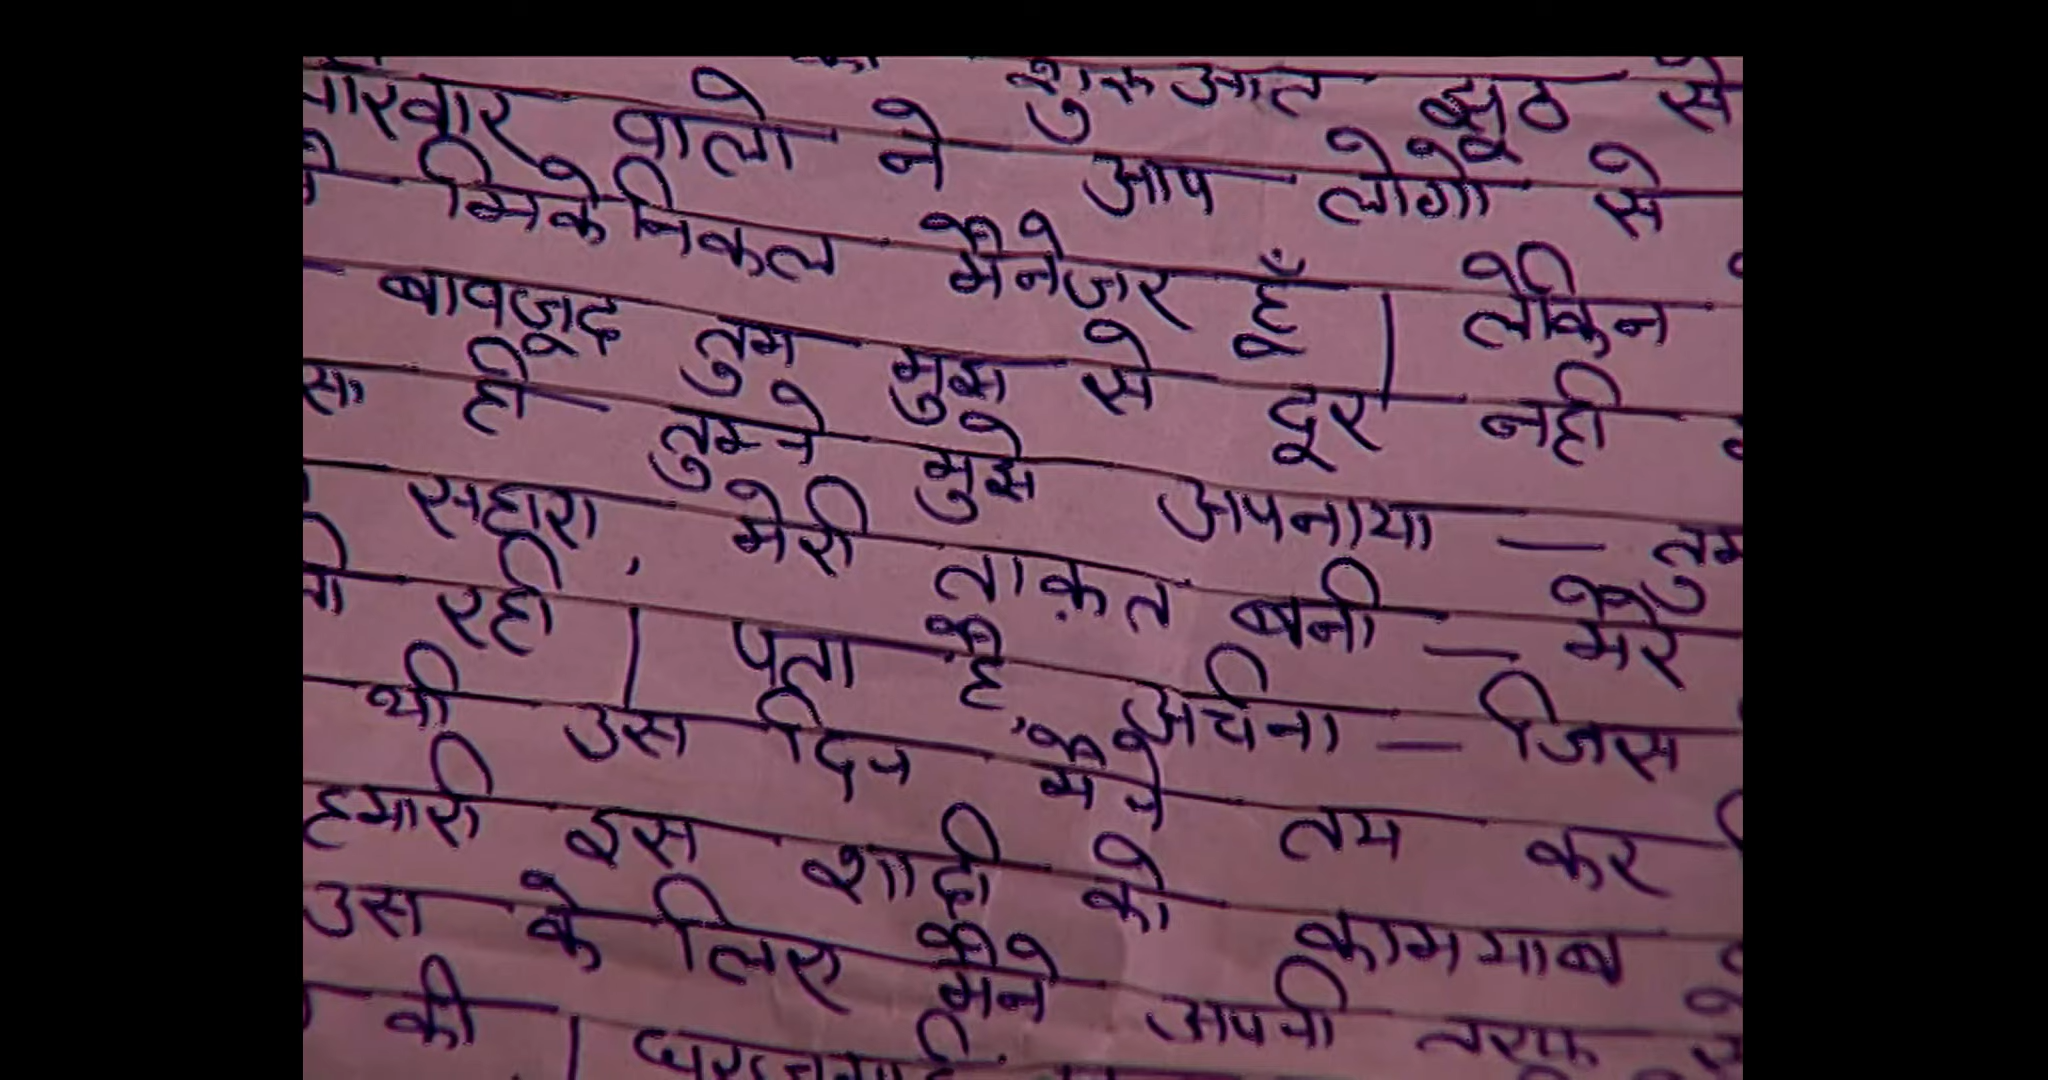 शुरुआत झूठ से
परिवार वालो ने आप लोगो से
मिकेनिकल मैनेजर हूँ | लेकिन
बावजूद तुम मुझ से दूर नही
ही तुमने मुझे अपनाया — तुम
सहारा, मेरी ताक़त बनी — मेरे
रही | पता है, अर्चना — जिस
थी उस दिन मैने तय कर
हमारी इस शादी को कामयाब
उस के लिए मैने अपनी तरफ से
की |